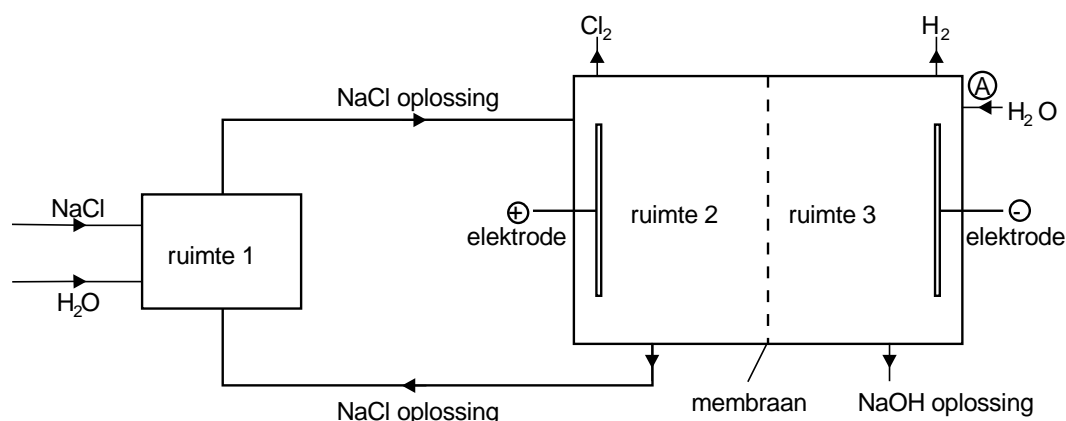 Cl₂
H₂
NaCl oplossing
A
H₂O
NaCl
ruimte 1
H₂O
+
elektrode
ruimte 2
ruimte 3
-
elektrode
NaCl oplossing
membraan
NaOH oplossing